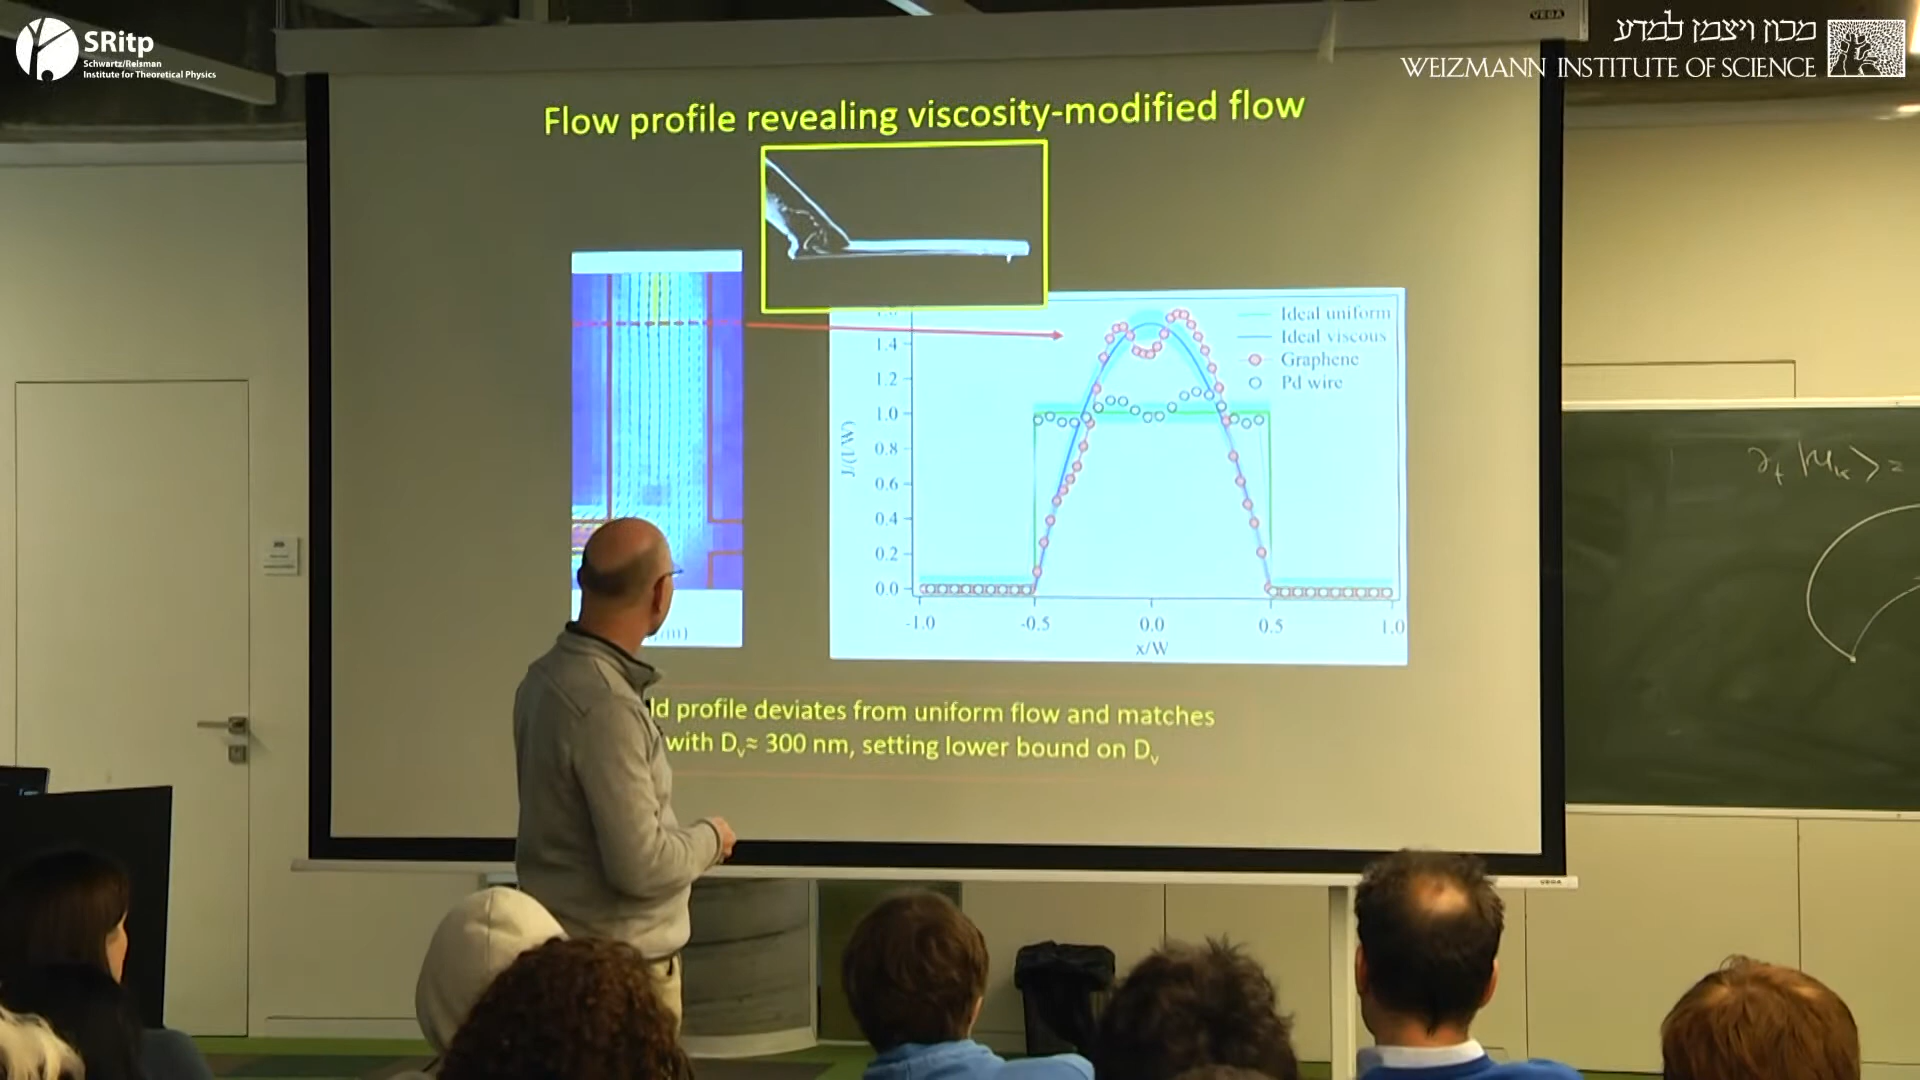 SRitp
Schwartz/Reisman
Institute for Theoretical Physics
מכון ויצמן למדע
WEIZMANN INSTITUTE OF SCIENCE
VEGA
Flow profile revealing viscosity-modified flow
Ideal uniform
Ideal viscous
Graphene
Pd wire
1.4
1.2
1.0
0.8
0.6
0.4
0.2
0.0
J/(I/W)
-1.0
-0.5
0.0
0.5
1.0
x/W
ld profile deviates from uniform flow and matches
with Dᵥ≈ 300 nm, setting lower bound on Dᵥ
VEGA